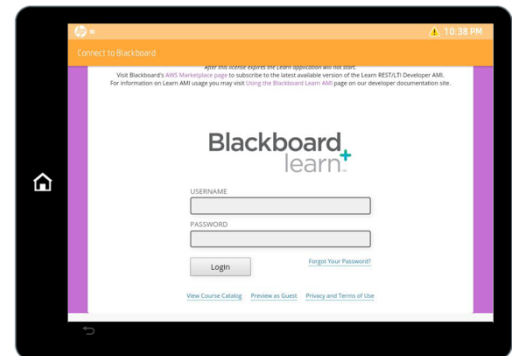 10:38 PM
Connect to Blackboard
After this license expires the Learn application will not start.
Visit Blackboard's AWS Marketplace page to subscribe to the latest available version of the Learn REST/LTI Developer AMI.
For information on Learn AMI usage you may visit Using the Blackboard Learn AMI page on our developer documentation site.
Blackboard
learn+
USERNAME
PASSWORD
Login
Forgot Your Password?
View Course Catalog Preview as Guest Privacy and Terms of Use